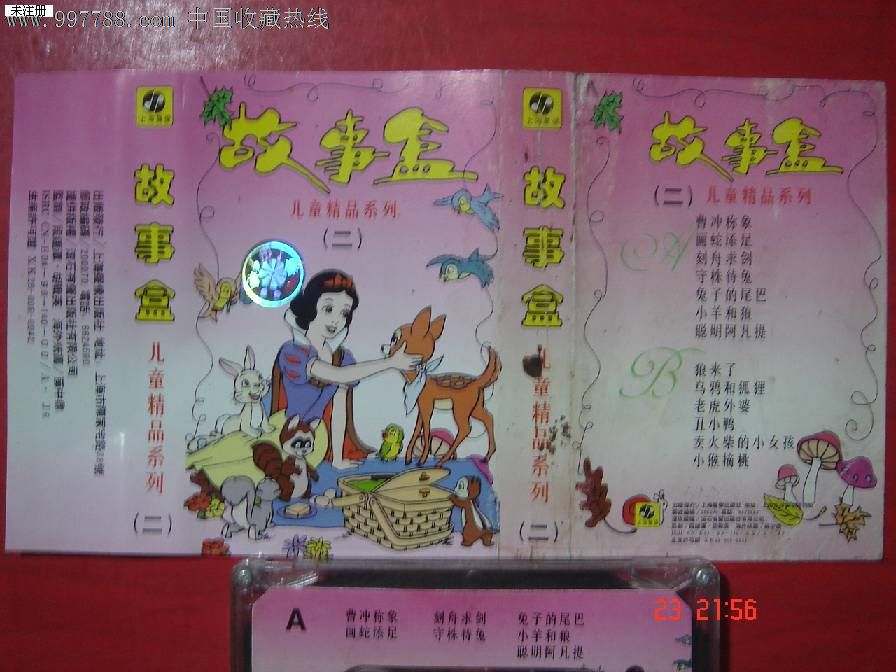 未注册
www.997788.com 中国收藏热线
故事盒
儿童精品系列
(二)
故事盒
儿童精品系列
(二)
故事盒
儿童精品系列
(二)
故事盒
(二) 儿童精品系列
A
曹冲称象
画蛇添足
刻舟求剑
守株待兔
兔子的尾巴
小羊和狼
聪明阿凡提
B
狼来了
乌鸦和狐狸
老虎外婆
丑小鸭
卖火柴的小女孩
小猴摘桃
A
曹冲称象 刻舟求剑 兔子的尾巴
画蛇添足 守株待兔 小羊和狼
聪明阿凡提
23 21:56